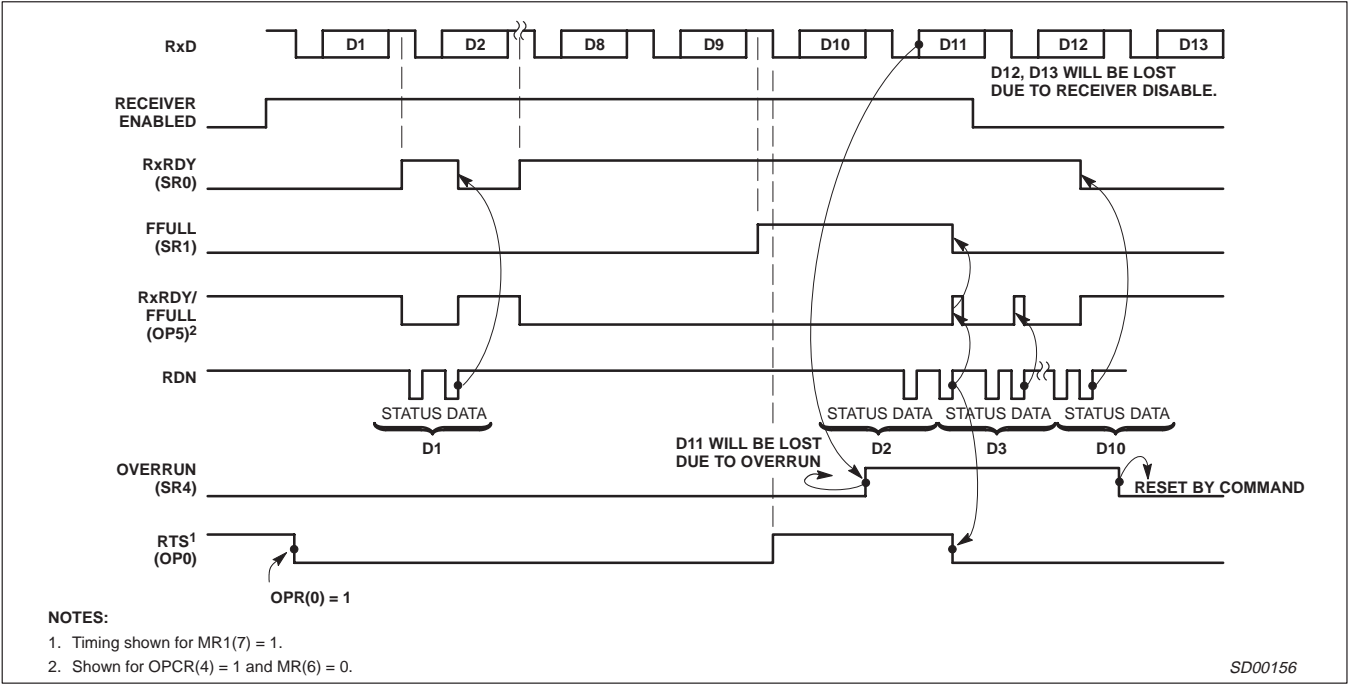 RxD
D1
D2
D8
D9
D10
D11
D12
D13
D12, D13 WILL BE LOST
DUE TO RECEIVER DISABLE.
RECEIVER
ENABLED
RxRDY
(SR0)
FFULL
(SR1)
RxRDY/
FFULL
(OP5)2
RDN
STATUS DATA
D1
STATUS DATA
D2
STATUS DATA
D3
STATUS DATA
D10
D11 WILL BE LOST
DUE TO OVERRUN
OVERRUN
(SR4)
RESET BY COMMAND
RTS1
(OP0)
OPR(0) = 1
NOTES:
1. Timing shown for MR1(7) = 1.
2. Shown for OPCR(4) = 1 and MR(6) = 0.
SD00156